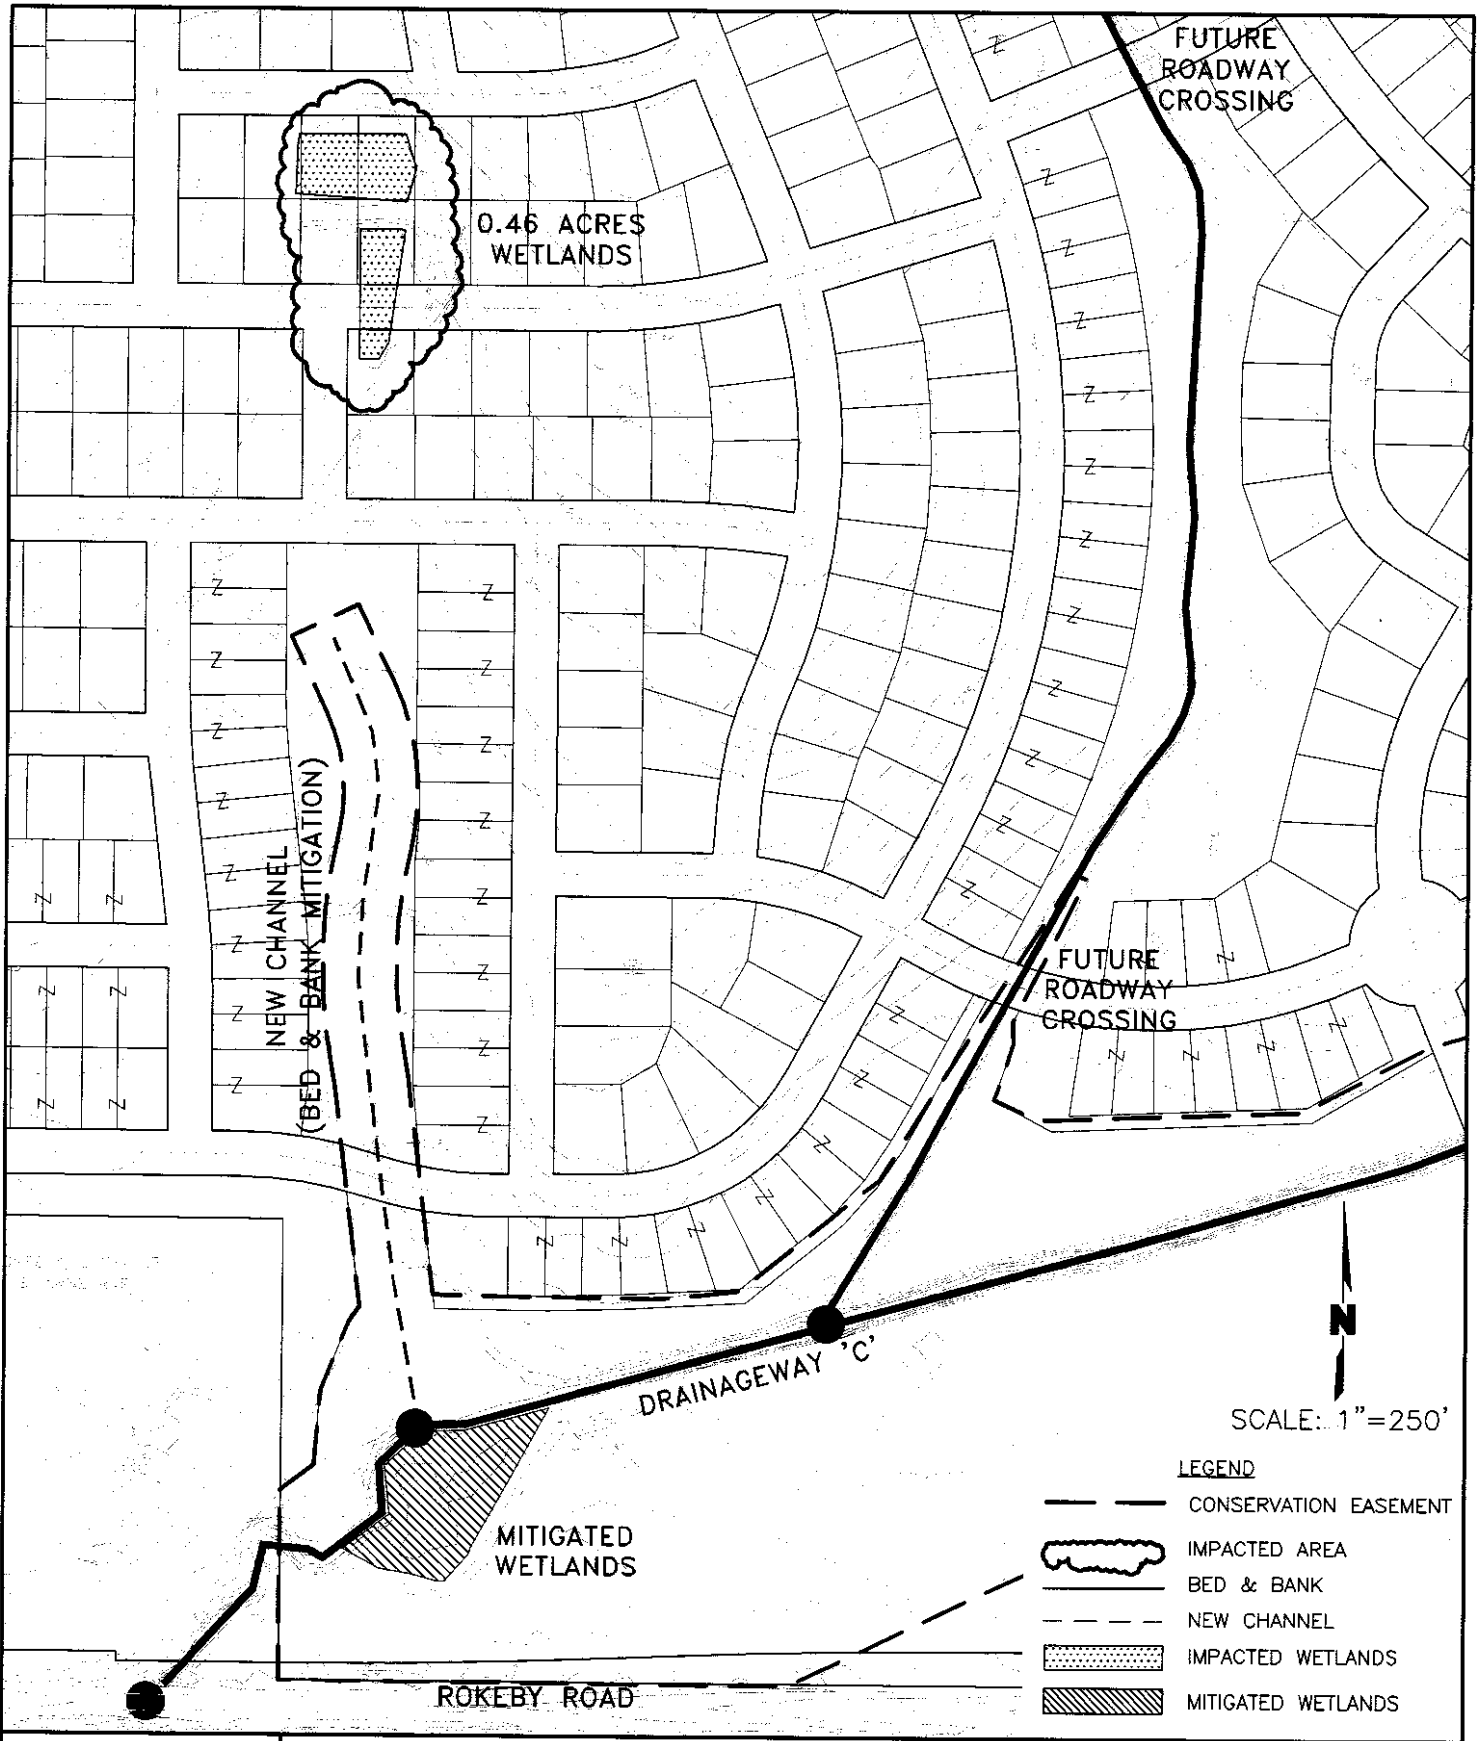 FUTURE
ROADWAY
CROSSING
0.46 ACRES
WETLANDS
NEW CHANNEL
(BED & BANK MITIGATION)
FUTURE
ROADWAY
CROSSING
DRAINAGEWAY 'C'
N
SCALE: 1"=250'
MITIGATED
WETLANDS
ROKEBY ROAD
LEGEND
CONSERVATION EASEMENT
IMPACTED AREA
BED & BANK
NEW CHANNEL
IMPACTED WETLANDS
MITIGATED WETLANDS